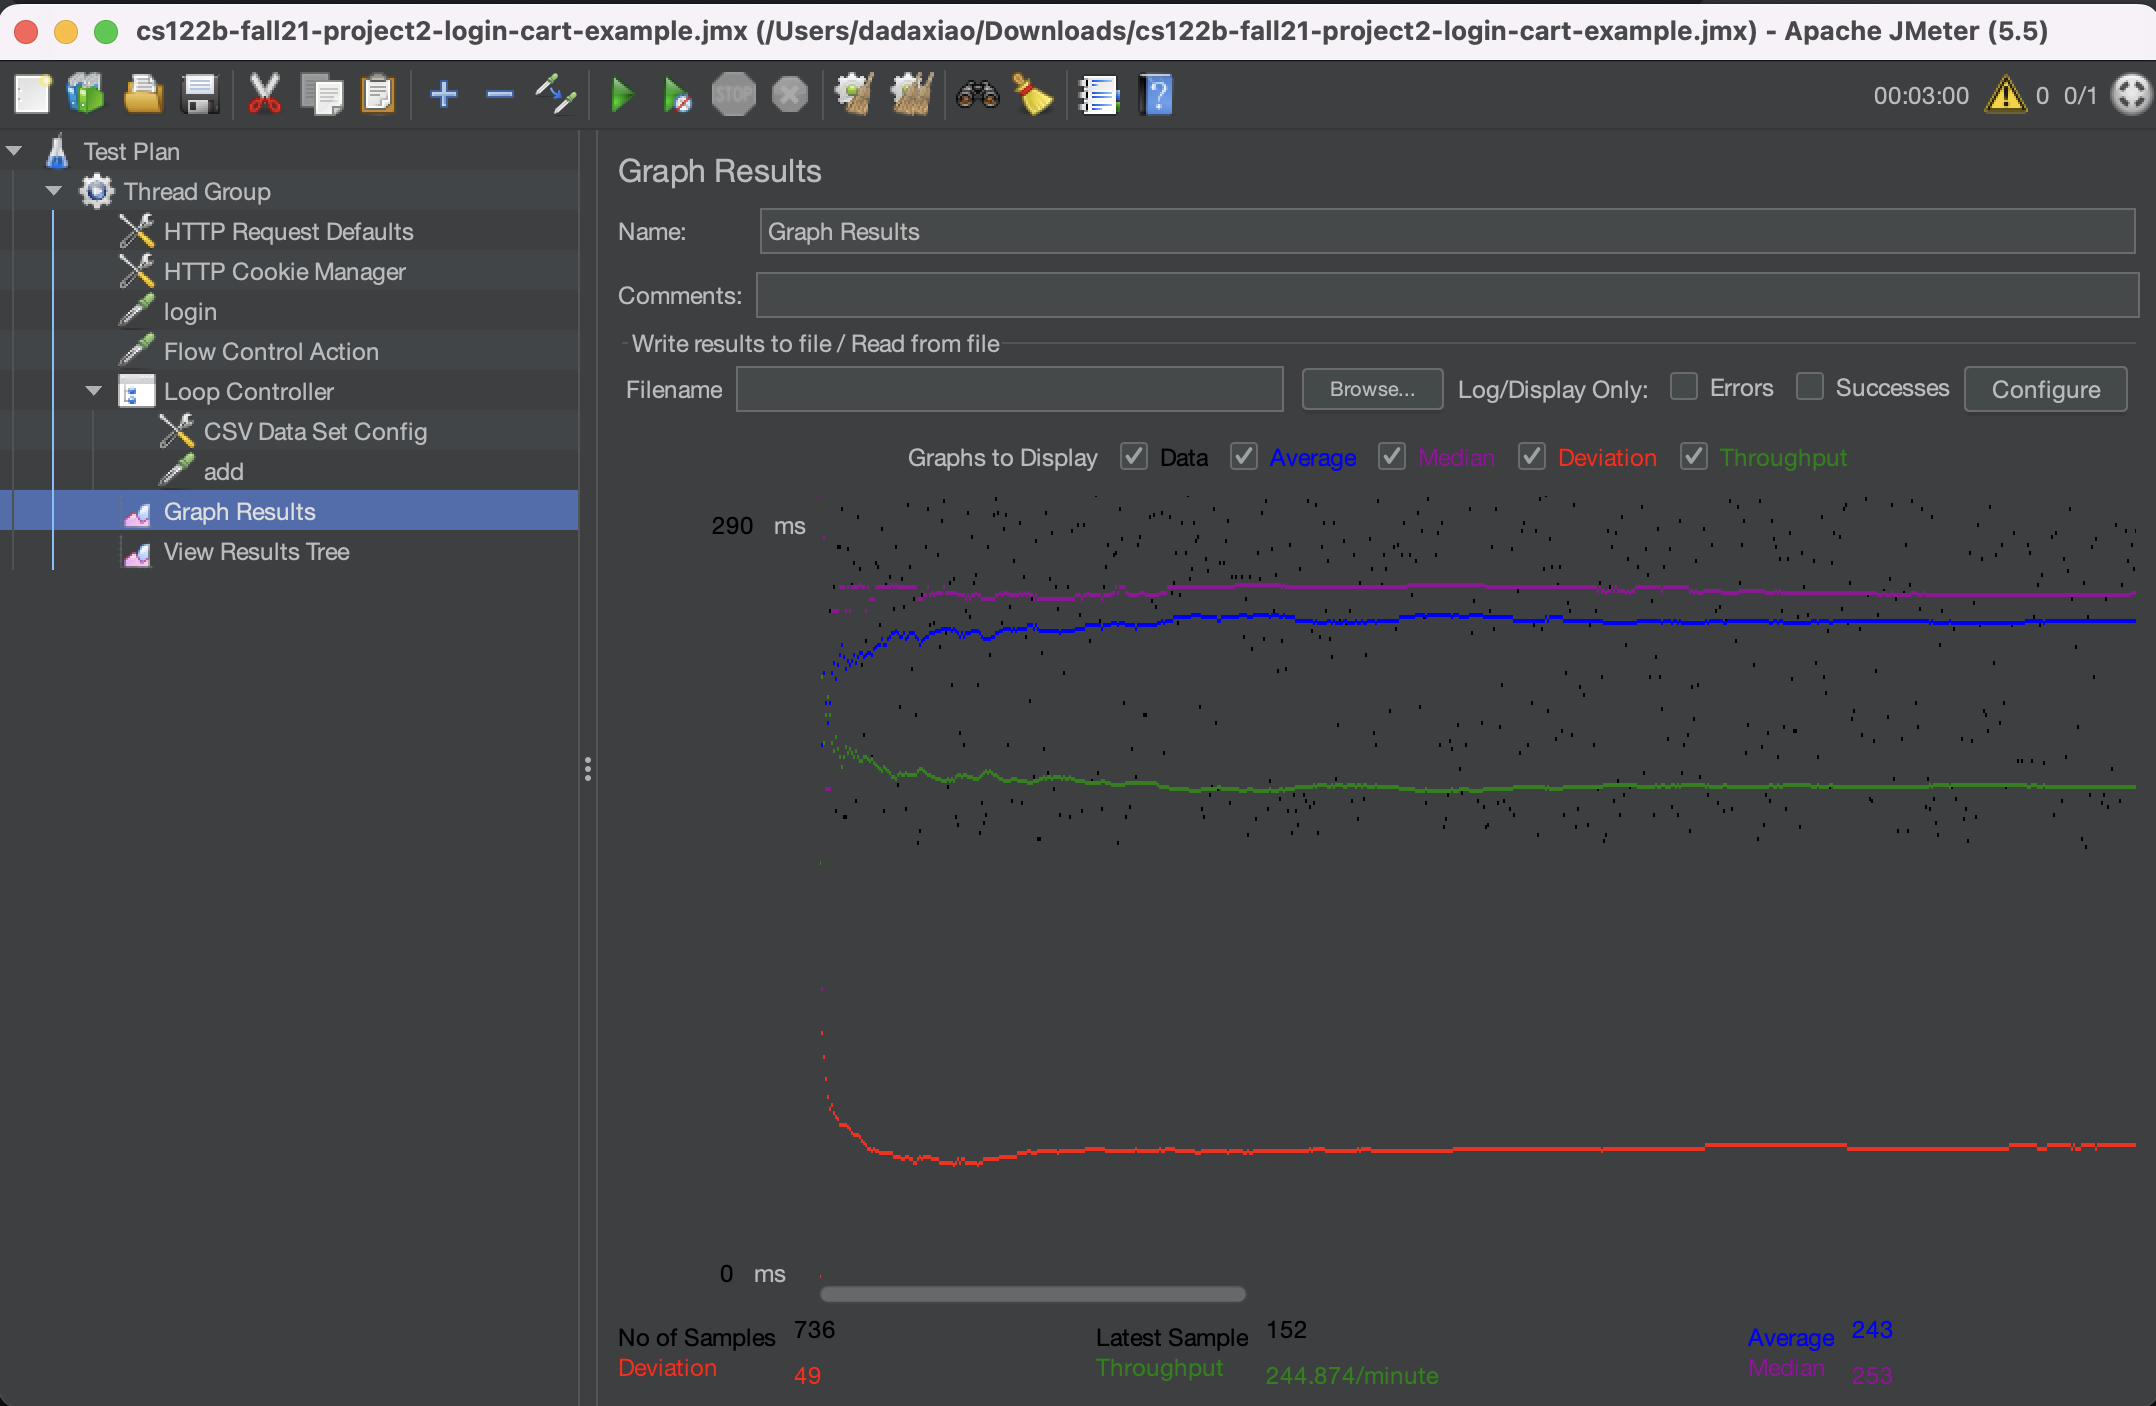 cs122b-fall21-project2-login-cart-example.jmx (/Users/dadaxiao/Downloads/cs122b-fall21-project2-login-cart-example.jmx) - Apache JMeter (5.5)
STOP
?
00:03:00 ! 0 0/1
Test Plan
Thread Group
HTTP Request Defaults
HTTP Cookie Manager
login
Flow Control Action
Loop Controller
CSV Data Set Config
add
Graph Results
View Results Tree
Graph Results
Name: Graph Results
Comments:
Write results to file / Read from file
Filename Browse... Log/Display Only: Errors Successes Configure
Graphs to Display Data Average Median Deviation Throughput
290 ms
0 ms
No of Samples 736 Latest Sample 152 Average 243
Deviation 49 Throughput 244.874/minute Median 253